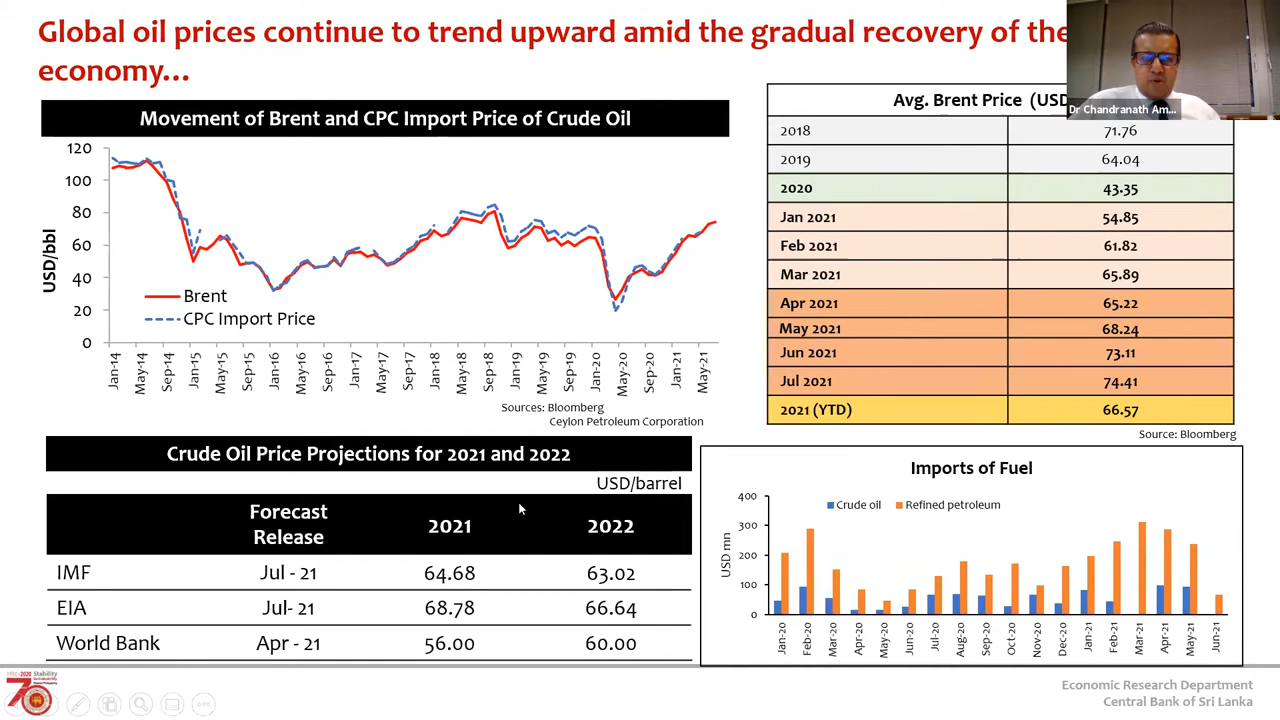 Global oil prices continue to trend upward amid the gradual recovery of the
economy…
Dr Chandranath Am...
Movement of Brent and CPC Import Price of Crude Oil
USD/bbl
120
100
80
60
40
20
0
Brent
CPC Import Price
Jan-14
May-14
Sep-14
Jan-15
May-15
Sep-15
Jan-16
May-16
Sep-16
Jan-17
May-17
Sep-17
Jan-18
May-18
Sep-18
Jan-19
May-19
Sep-19
Jan-20
May-20
Sep-20
Jan-21
May-21
Sources: Bloomberg
Ceylon Petroleum Corporation
Avg. Brent Price (USD
2018 71.76
2019 64.04
2020 43.35
Jan 2021 54.85
Feb 2021 61.82
Mar 2021 65.89
Apr 2021 65.22
May 2021 68.24
Jun 2021 73.11
Jul 2021 74.41
2021 (YTD) 66.57
Source: Bloomberg
Crude Oil Price Projections for 2021 and 2022
USD/barrel
Forecast
Release 2021 2022
IMF Jul - 21 64.68 63.02
EIA Jul- 21 68.78 66.64
World Bank Apr - 21 56.00 60.00
Imports of Fuel
Crude oil Refined petroleum
USD mn
400
300
200
100
0
Jan-20
Feb-20
Mar-20
Apr-20
May-20
Jun-20
Jul-20
Aug-20
Sep-20
Oct-20
Nov-20
Dec-20
Jan-21
Feb-21
Mar-21
Apr-21
May-21
Jun-21
Stability
70
Economic Research Department
Central Bank of Sri Lanka